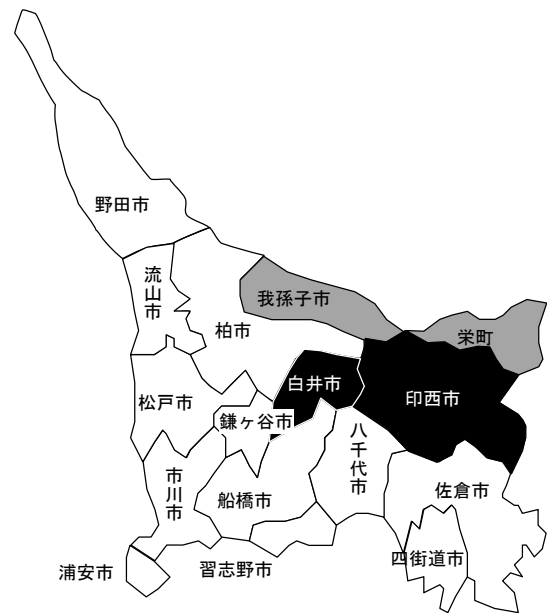 野田市
流山市
柏市
我孫子市
栄町
白井市
印西市
松戸市
鎌ヶ谷市
八千代市
市川市
船橋市
佐倉市
四街道市
習志野市
浦安市